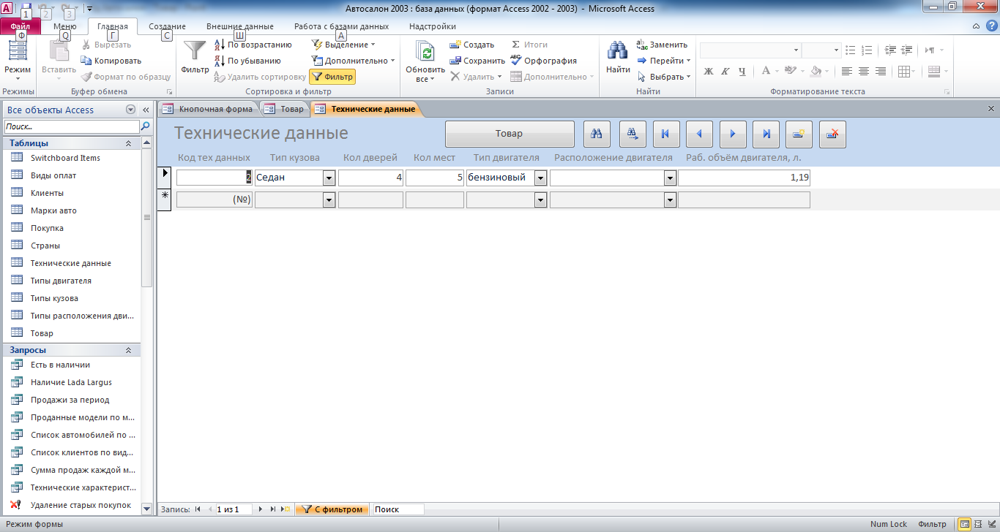 Автосалон 2003 : база данных (формат Access 2002 - 2003) - Microsoft Access
A 1 2 3
Файл Меню Главная Создание Внешние данные Работа с базами данных Надстройки
Ф Q Г С Ш А
Режим
Режимы
Вставить
Вырезать
Копировать
Формат по образцу
Буфер обмена
Фильтр
По возрастанию
По убыванию
Удалить сортировку
Выделение
Дополнительно
Фильтр
Сортировка и фильтр
Обновить
все
Создать
Сохранить
Удалить
Σ Итоги
ABC Орфография
Дополнительно
Записи
Найти
ab ac Заменить
Перейти
Выбрать
Найти
Ж К Ч А ab
Форматирование текста
Все объекты Access «
Поиск...
Таблицы
Switchboard Items
Виды оплат
Клиенты
Марки авто
Покупка
Страны
Технические данные
Типы двигателя
Типы кузова
Типы расположения дви...
Товар
Запросы
Есть в наличии
Наличие Lada Largus
Продажи за период
Проданные модели по м...
Список автомобилей по ...
Список клиентов по вид...
Сумма продаж каждой м...
Технические характерист...
Удаление старых покупок
Кнопочная форма Товар Технические данные
Технические данные Товар
Код тех данных Тип кузова Кол дверей Кол мест Тип двигателя Расположение двигателя Раб. объём двигателя, л.
2 Седан 4 5 бензиновый 1,19
* (№)
Запись: 1 из 1 С фильтром Поиск
Режим формы Num Lock Фильтр